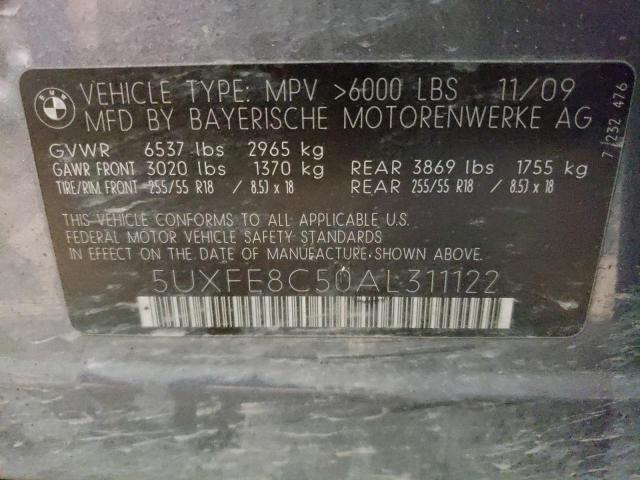 BMW
VEHICLE TYPE: MPV >6000 LBS 11/09
MFD BY BAYERISCHE MOTORENWERKE AG
GVWR 6537 lbs 2965 kg
GAWR FRONT 3020 lbs 1370 kg REAR 3869 lbs 1755 kg
TIRE/RIM FRONT 255/55 R18 / 8.5J x 18 REAR 255/55 R18 / 8.5J x 18
THIS VEHICLE CONFORMS TO ALL APPLICABLE U.S.
FEDERAL MOTOR VEHICLE SAFETY STANDARDS
IN EFFECT ON THE DATE OF MANUFACTURE SHOWN ABOVE.
5UXFE8C50AL311122
7 232 476